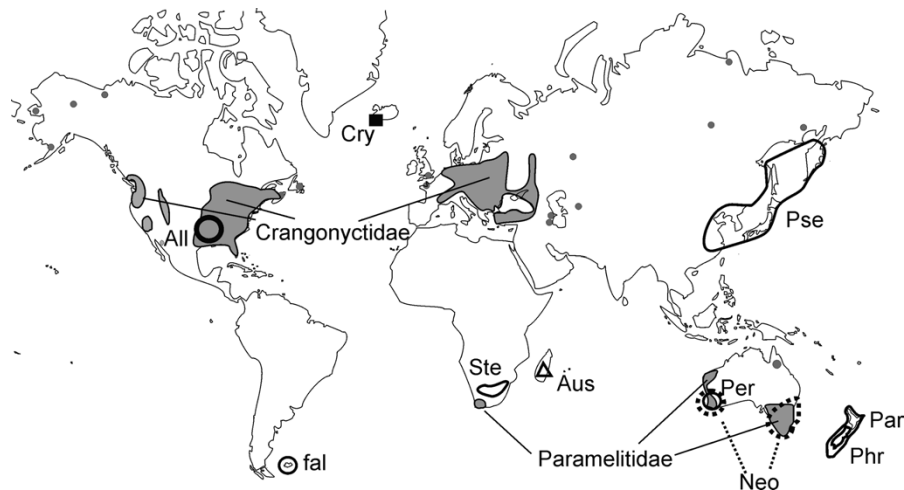 Cry
Pse
All
Crangonyctidae
Ste
Aus
Per
Par
fal
Paramelitidae
Phr
Neo